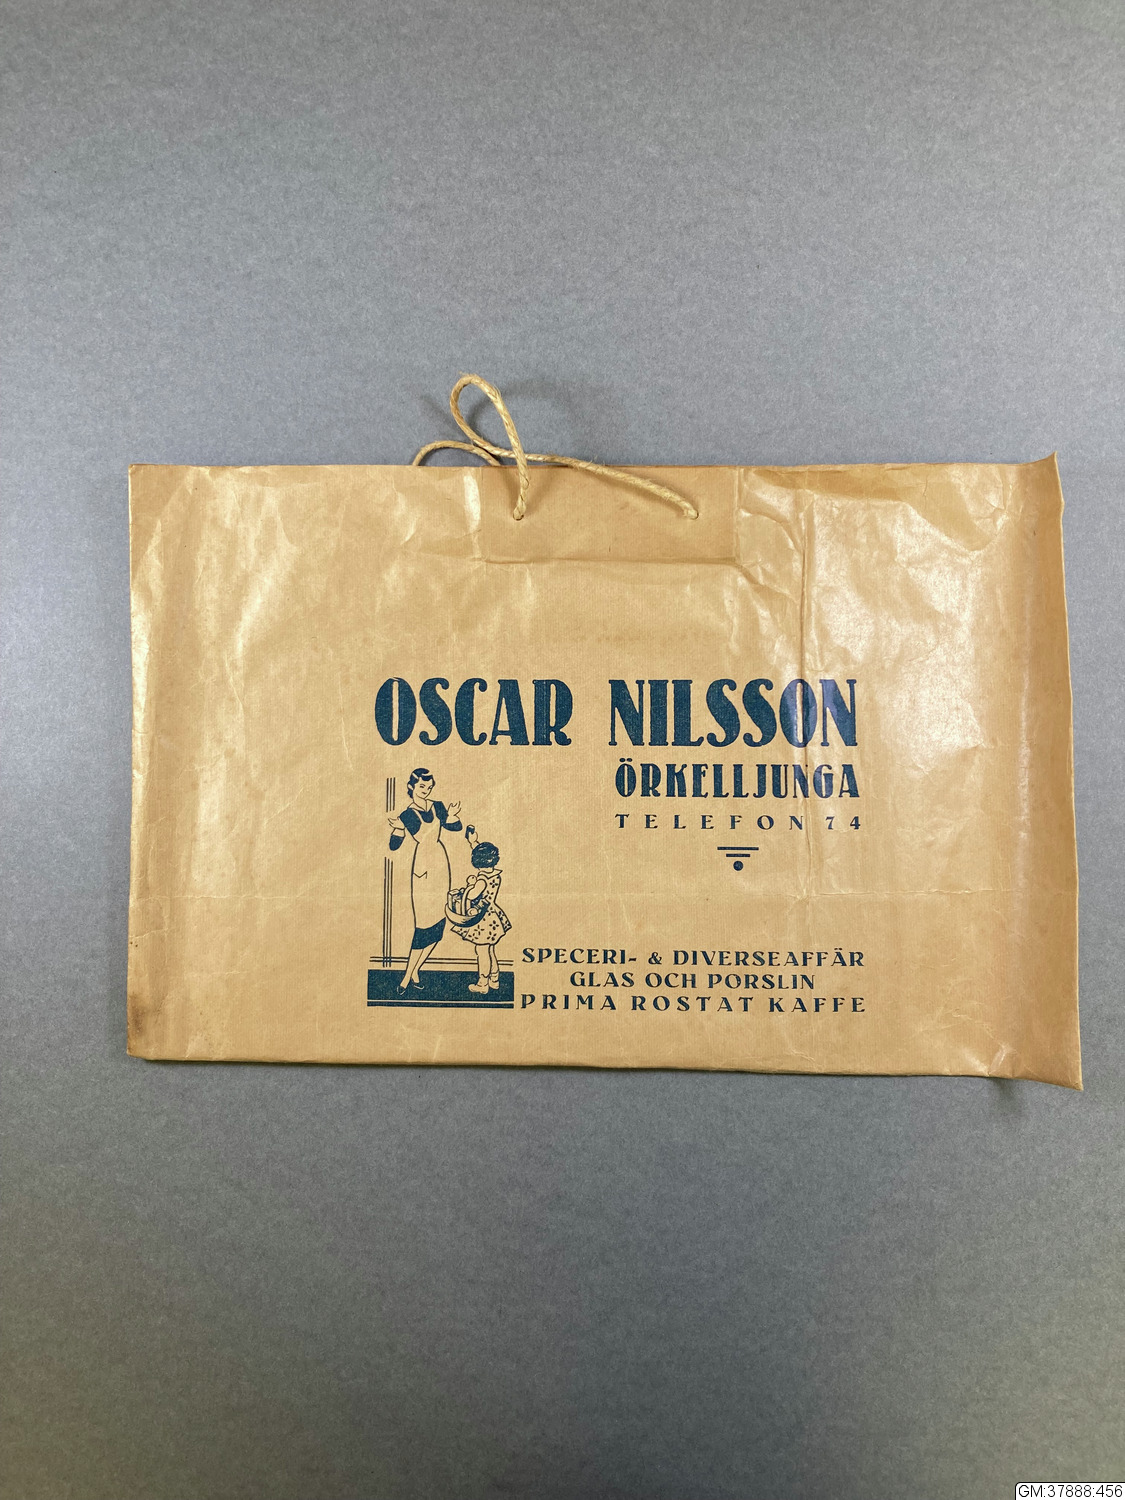 OSCAR NILSSON
ÖRKELLJUNGA
TELEFON 74
SPECERI- & DIVERSEAFFÄR
GLAS OCH PORSLIN
PRIMA ROSTAT KAFFE
GM:37888:456